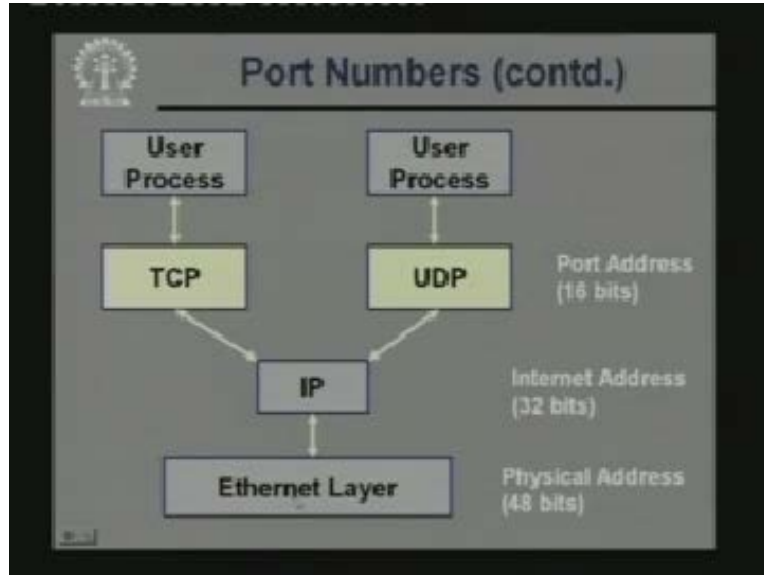 Port Numbers (contd.)
User
Process
User
Process
TCP
UDP
Port Address
(16 bits)
IP
Internet Address
(32 bits)
Ethernet Layer
Physical Address
(48 bits)